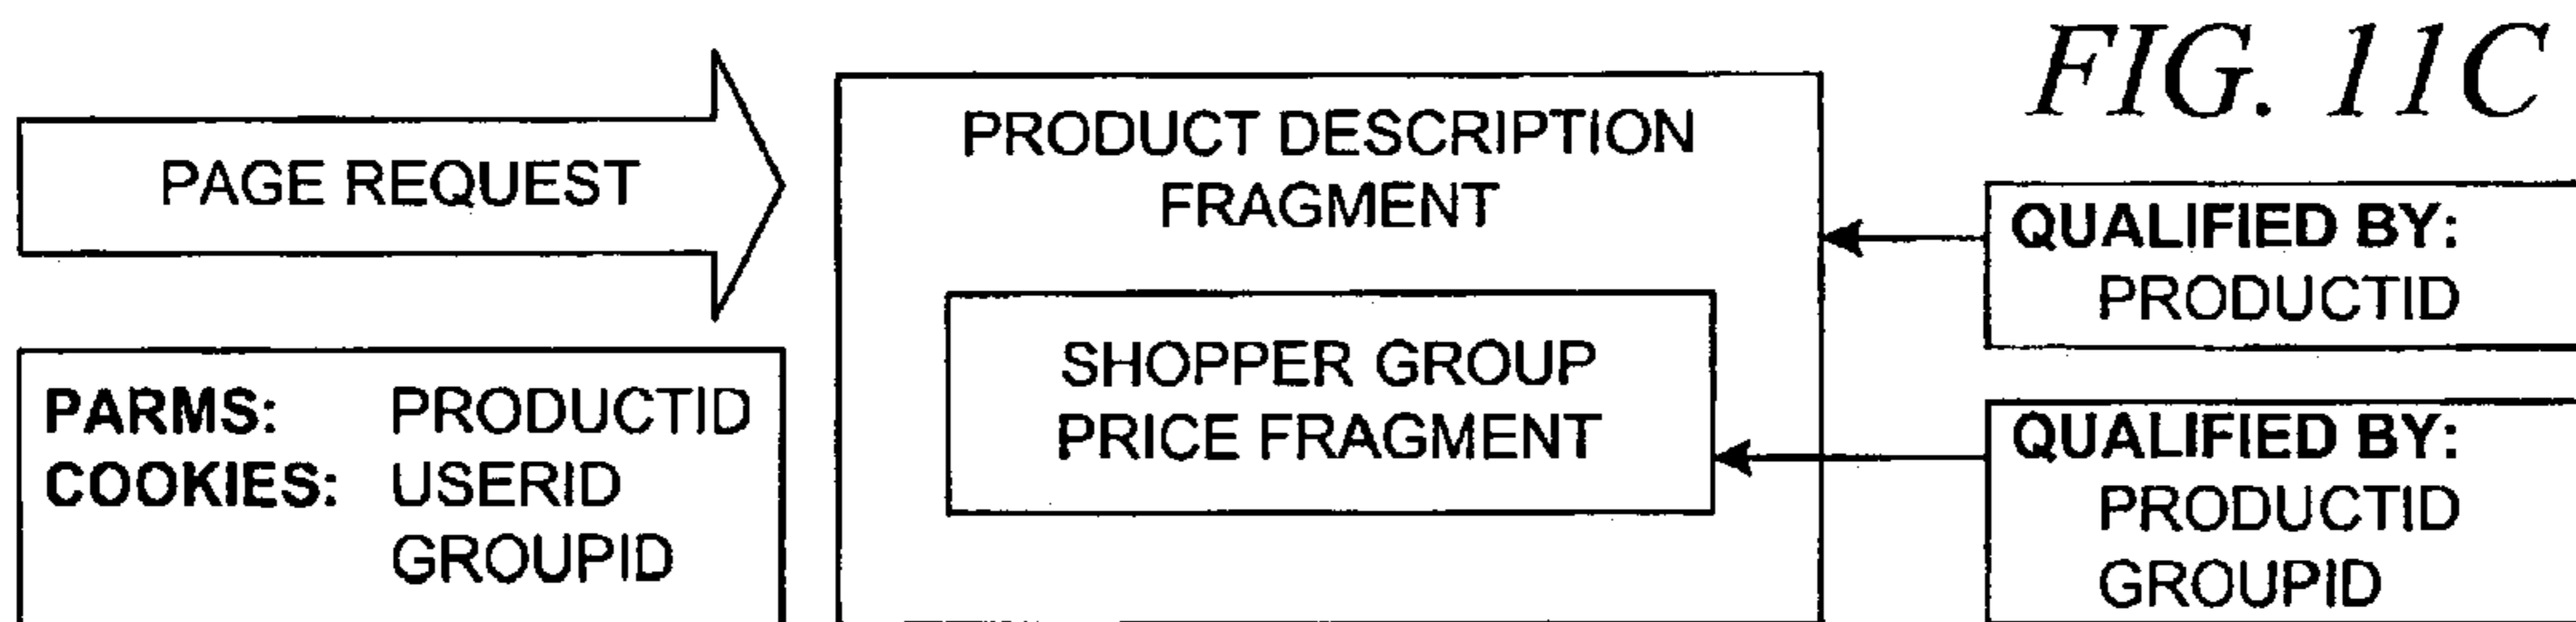 FIG. 11C
PAGE REQUEST
PARMS: PRODUCTID
COOKIES: USERID
GROUPID
PRODUCT DESCRIPTION
FRAGMENT
SHOPPER GROUP
PRICE FRAGMENT
QUALIFIED BY:
PRODUCTID
QUALIFIED BY:
PRODUCTID
GROUPID